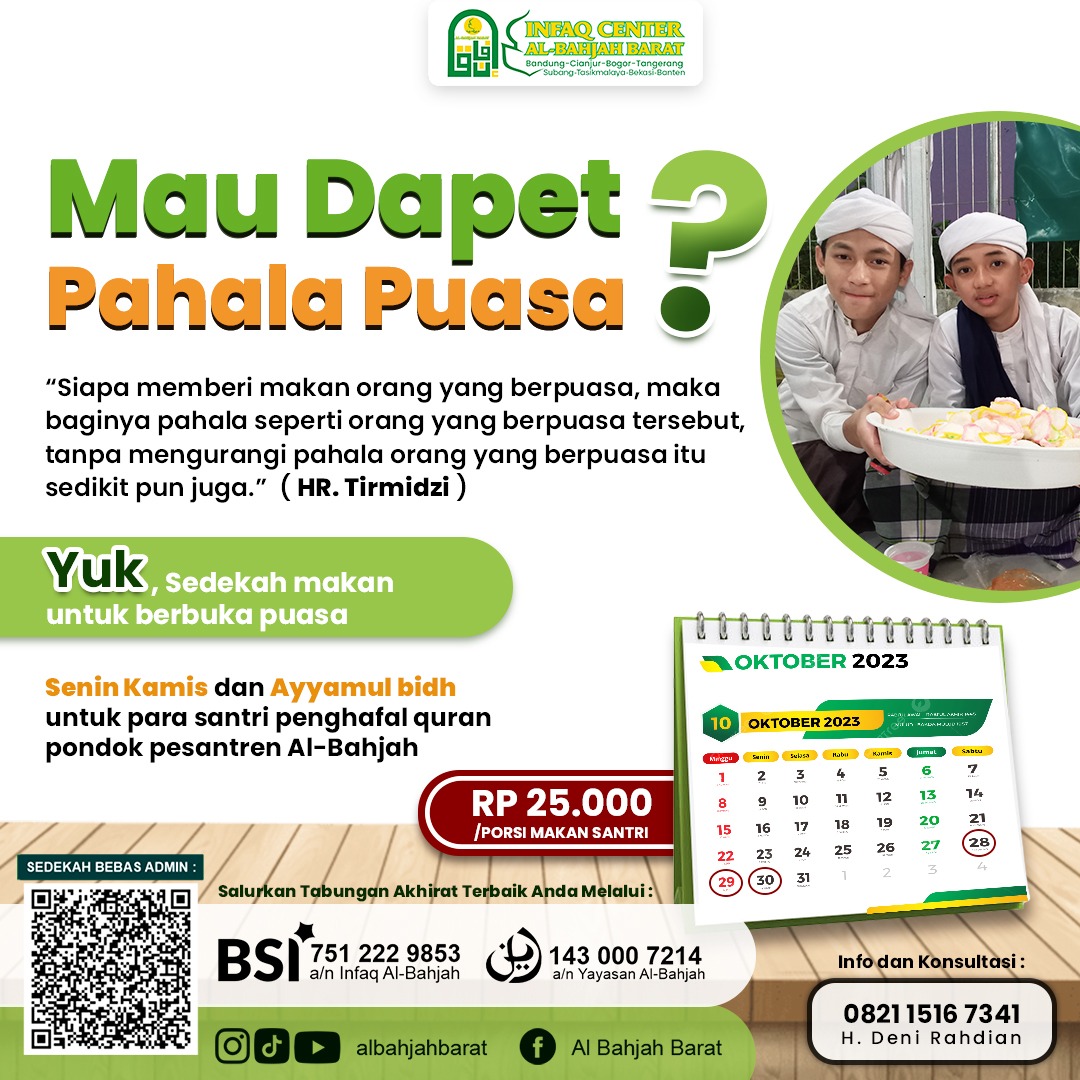 INFAQ CENTER
AL-BAHJAH BARAT
Bandung-Cianjur-Bogor-Tangerang
Subang-Tasikmalaya-Bekasi-Banten
Mau Dapet
Pahala Puasa ?
“Siapa memberi makan orang yang berpuasa, maka
baginya pahala seperti orang yang berpuasa tersebut,
tanpa mengurangi pahala orang yang berpuasa itu
sedikit pun juga.” ( HR. Tirmidzi )
Yuk, Sedekah makan
untuk berbuka puasa
Senin Kamis dan Ayyamul bidh
untuk para santri penghafal quran
pondok pesantren Al-Bahjah
RP 25.000
/PORSI MAKAN SANTRI
OKTOBER 2023
10 OKTOBER 2023
Minggu Senin Selasa Rabu Kamis Jumat Sabtu
1 2 3 4 5 6 7
8 9 10 11 12 13 14
15 16 17 18 19 20 21
22 23 24 25 26 27 28
29 30 31 1 2 3 4
SEDEKAH BEBAS ADMIN :
Salurkan Tabungan Akhirat Terbaik Anda Melalui :
BSI 751 222 9853
a/n Infaq Al-Bahjah
143 000 7214
a/n Yayasan Al-Bahjah
albahjahbarat
Al Bahjah Barat
Info dan Konsultasi :
0821 1516 7341
H. Deni Rahdian